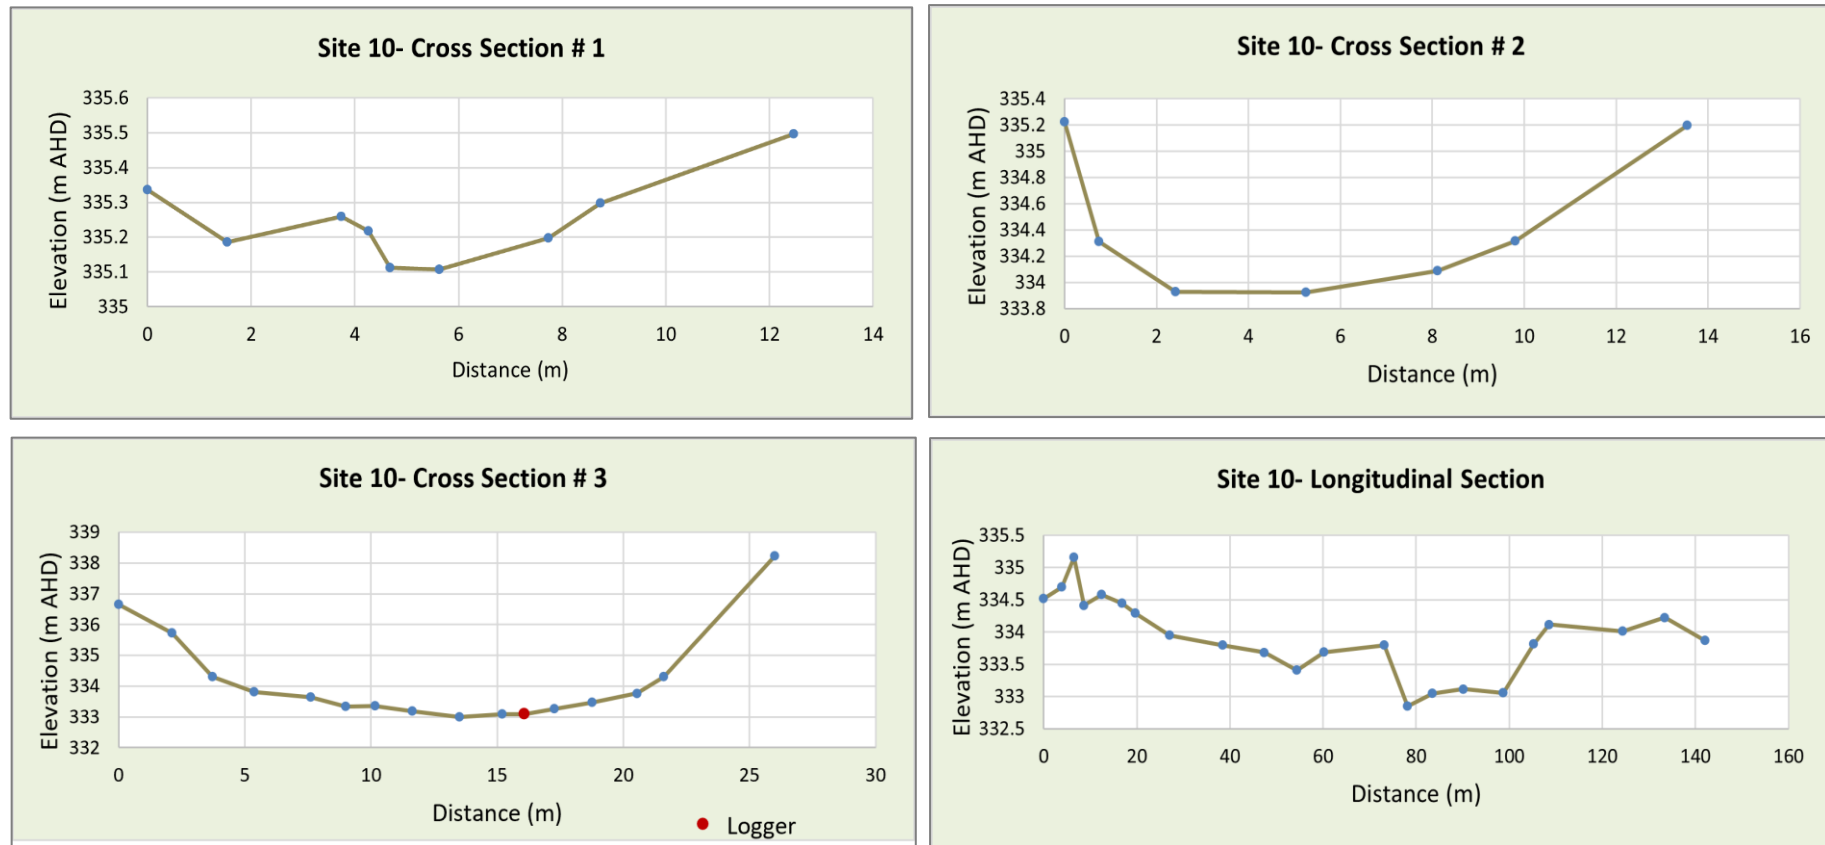 Site 10- Cross Section # 1
Elevation (m AHD)
335.6
335.5
335.4
335.3
335.2
335.1
335
0 2 4 6 8 10 12 14
Distance (m)
Site 10- Cross Section # 2
Elevation (m AHD)
335.4
335.2
335
334.8
334.6
334.4
334.2
334
333.8
0 2 4 6 8 10 12 14 16
Distance (m)
Site 10- Cross Section # 3
Elevation (m AHD)
339
338
337
336
335
334
333
332
0 5 10 15 20 25 30
Distance (m)
Logger
Site 10- Longitudinal Section
Elevation (m AHD)
335.5
335
334.5
334
333.5
333
332.5
0 20 40 60 80 100 120 140 160
Distance (m)